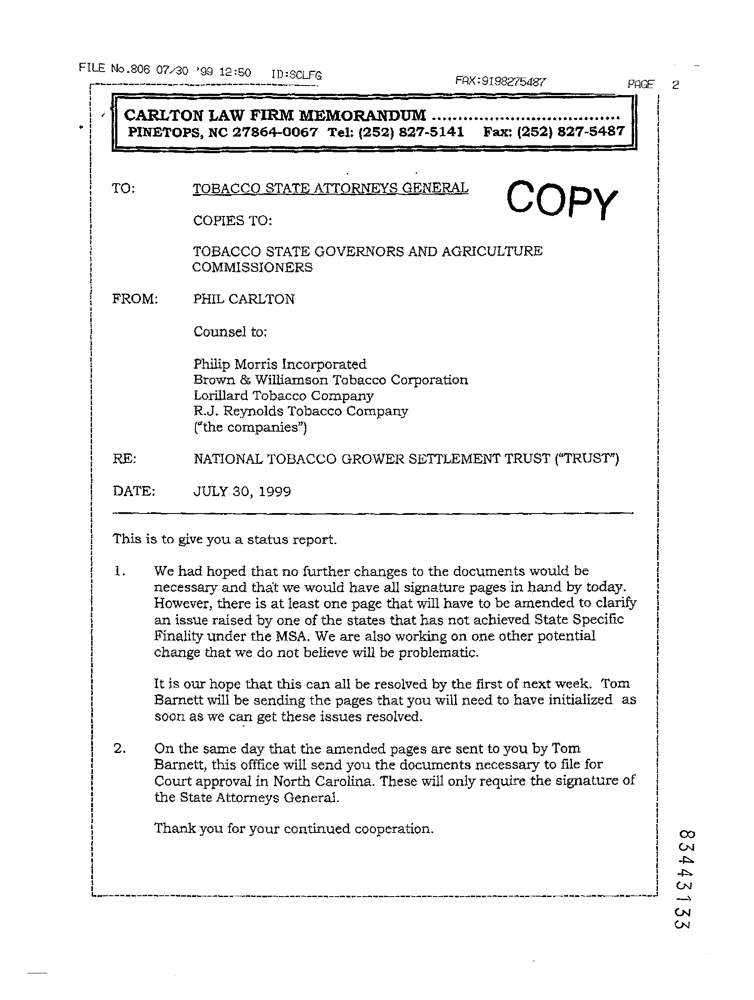 FILE No.806 07/30 '99 12:50 ID:SCLFG FAX:9198275487 PAGE 2
CARLTON LAW FIRM MEMORANDUM ..................................
PINETOPS, NC 27864-0067 Tel: (252) 827-5141 Fax: (252) 827-5487
TO: TOBACCO STATE ATTORNEYS GENERAL
COPY
COPIES TO:
TOBACCO STATE GOVERNORS AND AGRICULTURE
COMMISSIONERS
FROM: PHIL CARLTON
Counsel to:
Philip Morris Incorporated
Brown & Williamson Tobacco Corporation
Lorillard Tobacco Company
R.J. Reynolds Tobacco Company
("the companies")
RE: NATIONAL TOBACCO GROWER SETTLEMENT TRUST ("TRUST")
DATE: JULY 30, 1999
This is to give you a status report.
1. We had hoped that no further changes to the documents would be
necessary and that we would have all signature pages in hand by today.
However, there is at least one page that will have to be amended to clarify
an issue raised by one of the states that has not achieved State Specific
Finality under the MSA. We are also working on one other potential
change that we do not believe will be problematic.
It is our hope that this can all be resolved by the first of next week. Tom
Barnett will be sending the pages that you will need to have initialized as
soon as we can get these issues resolved.
2. On the same day that the amended pages are sent to you by Tom
Barnett, this offfice will send you the documents necessary to file for
Court approval in North Carolina. These will only require the signature of
the State Attorneys General.
Thank you for your continued cooperation.
83443133